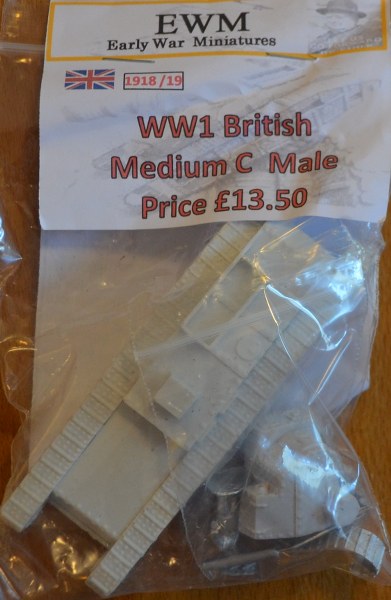 EWM
Early War Miniatures
1918/19
WW1 British
Medium C Male
Price £13.50